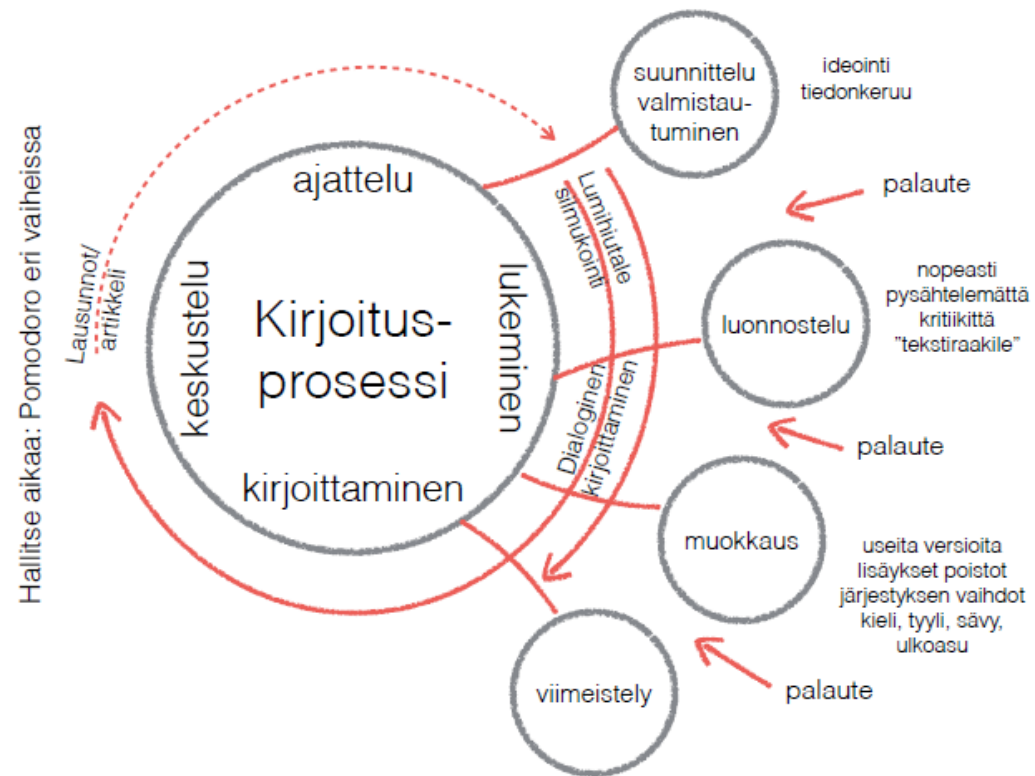 Hallitse aikaa: Pomodoro eri vaiheissa
Lausunnot/
artikkeli
Kirjoitus-
prosessi
ajattelu
lukeminen
kirjoittaminen
keskustelu
Lumihiutale
silmukointi
Dialoginen
kirjoittaminen
suunnittelu
valmistau-
tuminen
ideointi
tiedonkeruu
palaute
luonnostelu
nopeasti
pysähtelemättä
kritiikittä
”tekstiraakile”
palaute
muokkaus
useita versioita
lisäykset poistot
järjestyksen vaihdot
kieli, tyyli, sävy,
ulkoasu
palaute
viimeistely